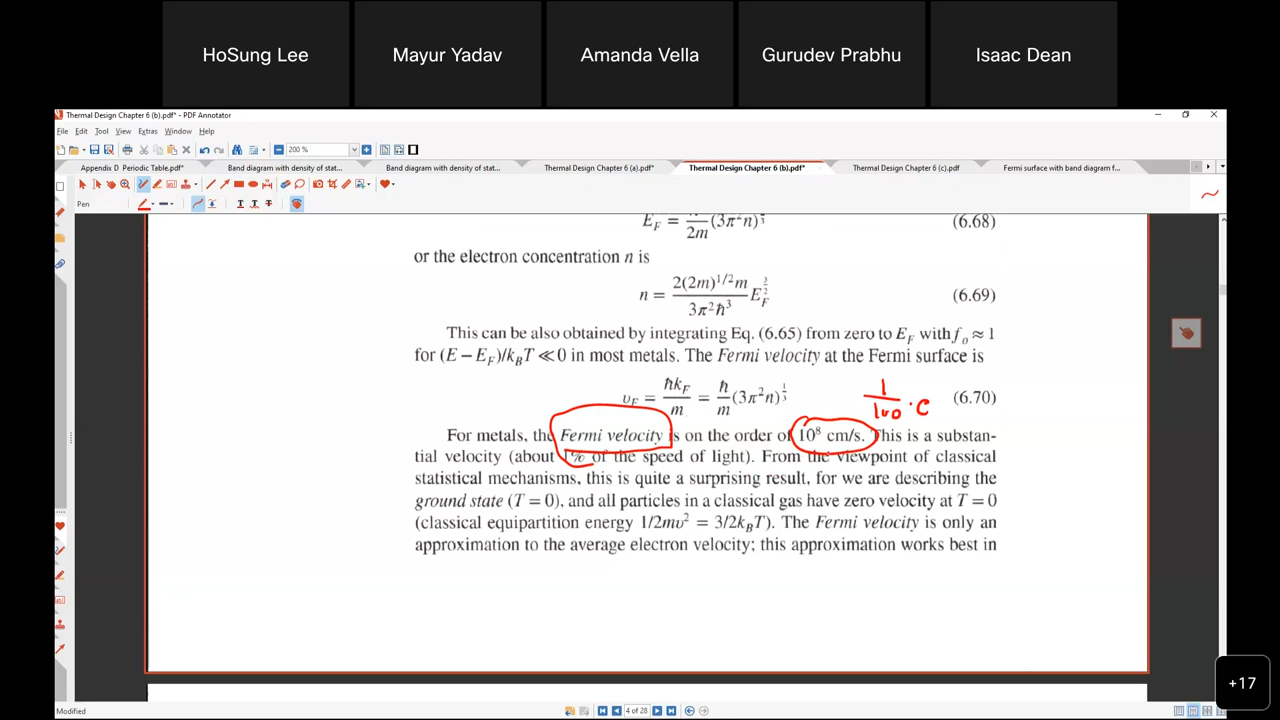 HoSung Lee
Mayur Yadav
Amanda Vella
Gurudev Prabhu
Isaac Dean
Thermal Design Chapter 6 (b).pdf* - PDF Annotator
File Edit Tool View Extras Window Help
200 %
Appendix D Periodic Table.pdf*
Band diagram with density of stat...
Band diagram with density of stat...
Thermal Design Chapter 6 (a).pdf*
Thermal Design Chapter 6 (b).pdf*
Thermal Design Chapter 6 (c).pdf
Fermi surface with band diagram f...
Pen
E_F = ħ²/2m (3π²n)^{2/3} (6.68)
or the electron concentration n is
n = 2(2m)^{1/2}m / 3π²ħ³ E_F^{3/2} (6.69)
This can be also obtained by integrating Eq. (6.65) from zero to E_F with f_o ≈ 1
for (E − E_F)/k_BT ≪ 0 in most metals. The Fermi velocity at the Fermi surface is
υ_F = ħk_F/m = ħ/m (3π²n)^{1/3} (6.70)
1/100 · C
For metals, the Fermi velocity is on the order of 10⁸ cm/s. This is a substan-
tial velocity (about 1% of the speed of light). From the viewpoint of classical
statistical mechanisms, this is quite a surprising result, for we are describing the
ground state (T = 0), and all particles in a classical gas have zero velocity at T = 0
(classical equipartition energy 1/2mυ² = 3/2k_BT). The Fermi velocity is only an
approximation to the average electron velocity; this approximation works best in
+17
Modified
4 of 28